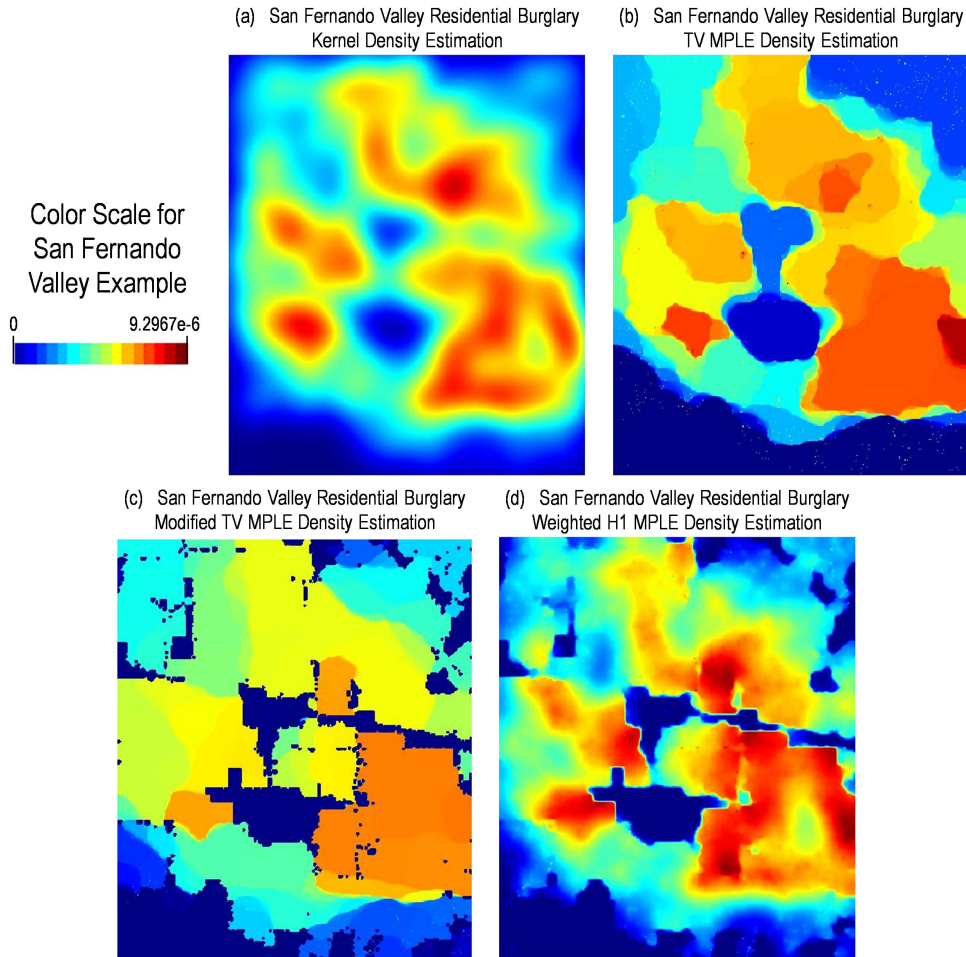 (a) San Fernando Valley Residential Burglary
Kernel Density Estimation
(b) San Fernando Valley Residential Burglary
TV MPLE Density Estimation
Color Scale for
San Fernando
Valley Example
0 9.2967e-6
(c) San Fernando Valley Residential Burglary
Modified TV MPLE Density Estimation
(d) San Fernando Valley Residential Burglary
Weighted H1 MPLE Density Estimation